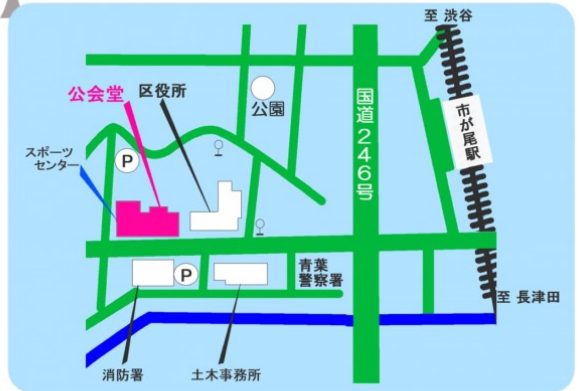 至 渋谷
公会堂
区役所
公園
国道246号
市が尾駅
スポーツ
センター
P
青葉
警察署
P
至 長津田
消防署
土木事務所